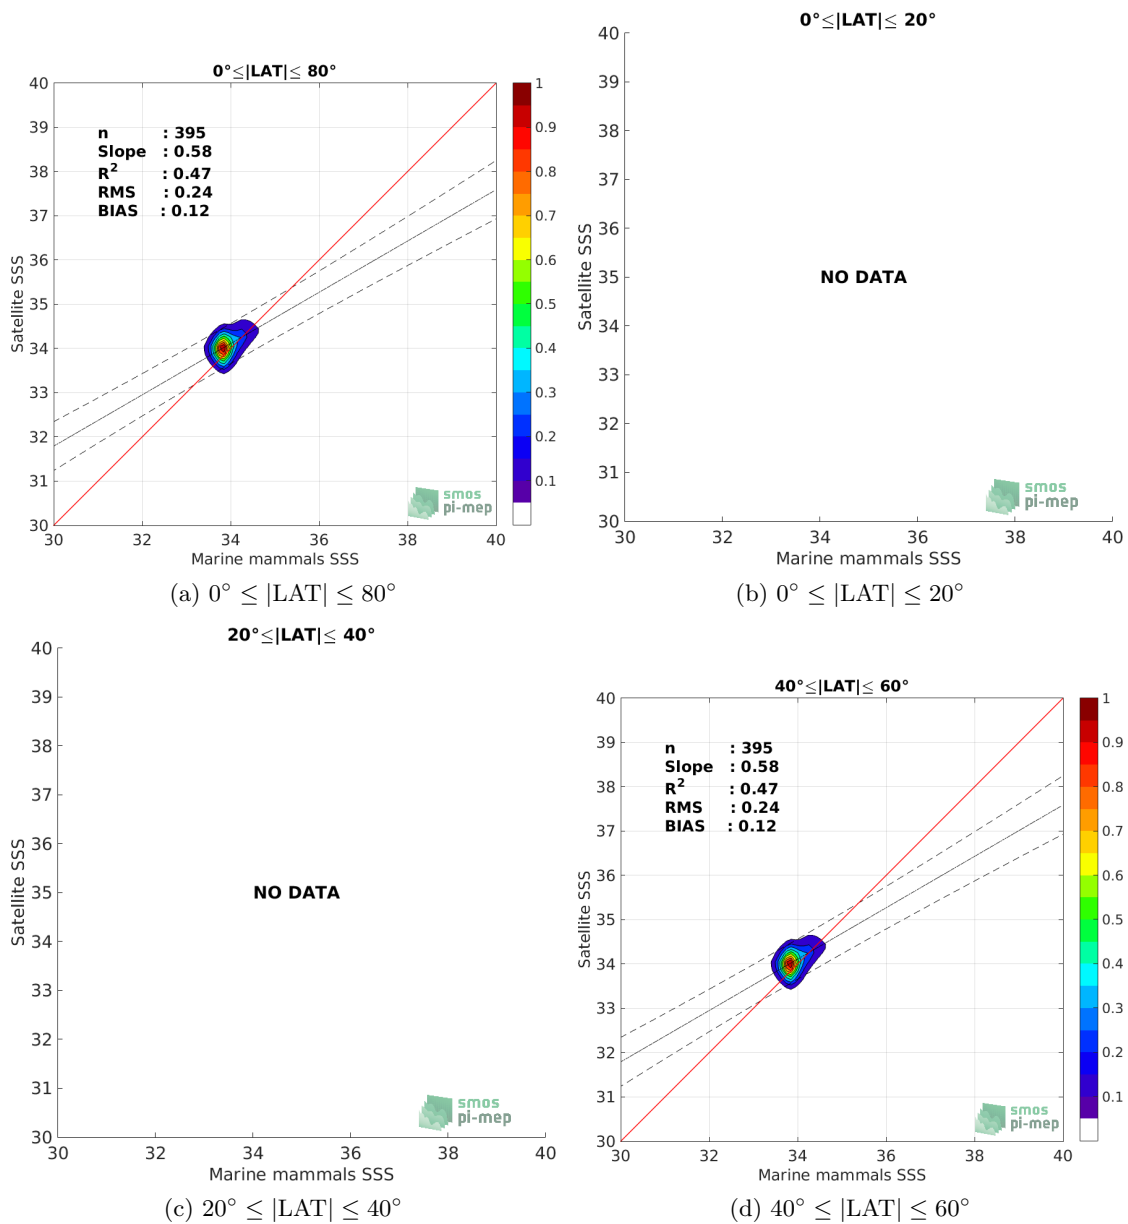 0°≤|LAT|≤ 80°
n : 395
Slope : 0.58
R² : 0.47
RMS : 0.24
BIAS : 0.12
40
39
38
37
36
35
34
33
32
31
30
Satellite SSS
30 32 34 36 38 40
Marine mammals SSS
1
0.9
0.8
0.7
0.6
0.5
0.4
0.3
0.2
0.1
smos
pi-mep
(a) 0° ≤ |LAT| ≤ 80°
0°≤|LAT|≤ 20°
40
39
38
37
36
35
34
33
32
31
30
Satellite SSS
NO DATA
smos
pi-mep
30 32 34 36 38 40
Marine mammals SSS
(b) 0° ≤ |LAT| ≤ 20°
20°≤|LAT|≤ 40°
40
39
38
37
36
35
34
33
32
31
30
Satellite SSS
NO DATA
smos
pi-mep
30 32 34 36 38 40
Marine mammals SSS
(c) 20° ≤ |LAT| ≤ 40°
40°≤|LAT|≤ 60°
n : 395
Slope : 0.58
R² : 0.47
RMS : 0.24
BIAS : 0.12
40
39
38
37
36
35
34
33
32
31
30
Satellite SSS
30 32 34 36 38 40
Marine mammals SSS
1
0.9
0.8
0.7
0.6
0.5
0.4
0.3
0.2
0.1
smos
pi-mep
(d) 40° ≤ |LAT| ≤ 60°